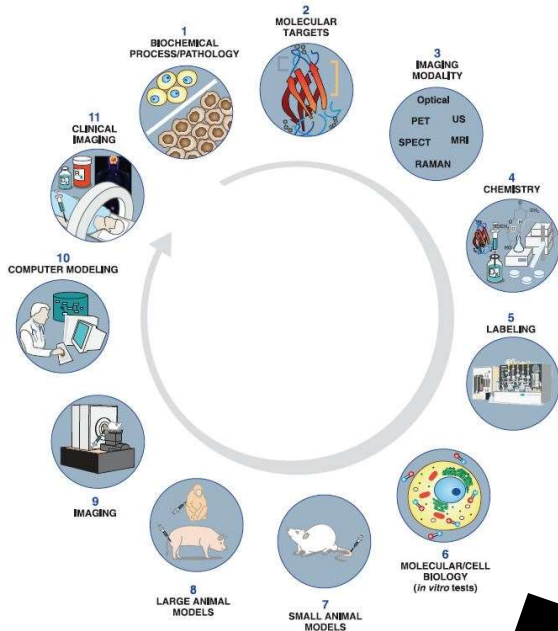 1
BIOCHEMICAL
PROCESS/PATHOLOGY
2
MOLECULAR
TARGETS
3
IMAGING
MODALITY
Optical
PET US
SPECT MRI
RAMAN
4
CHEMISTRY
5
LABELING
6
MOLECULAR/CELL
BIOLOGY
(in vitro tests)
7
SMALL ANIMAL
MODELS
8
LARGE ANIMAL
MODELS
9
IMAGING
10
COMPUTER MODELING
11
CLINICAL
IMAGING